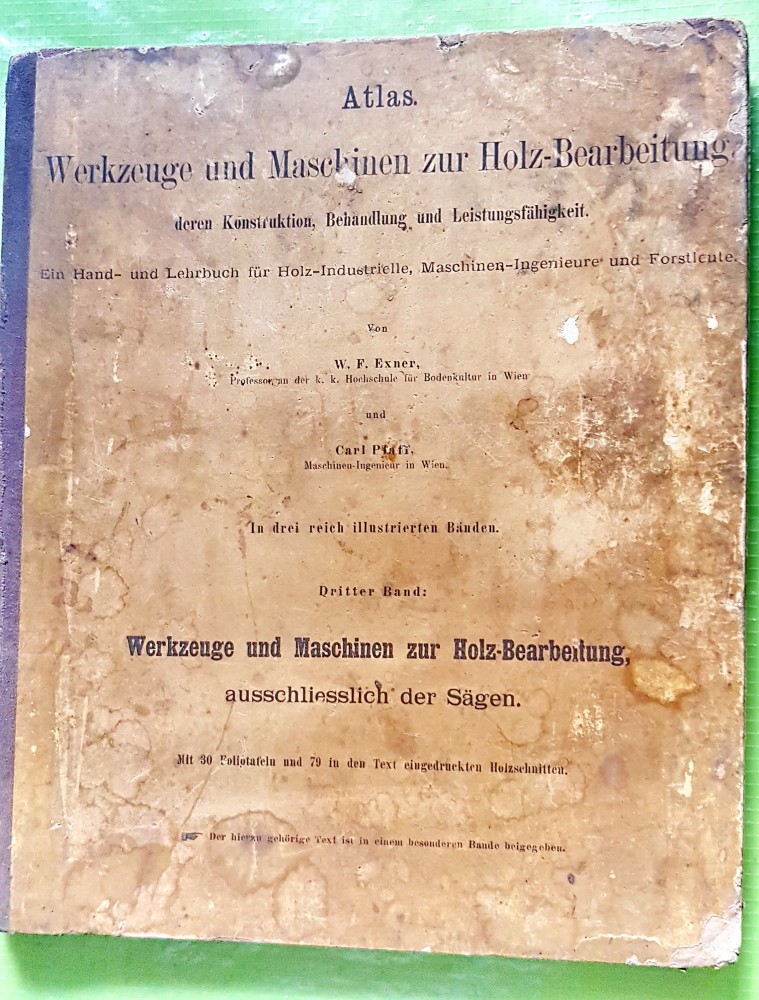 Atlas.
Werkzeuge und Maschinen zur Holz-Bearbeitung
deren Konstruktion, Behandlung und Leistungsfähigkeit.
Ein Hand- und Lehrbuch für Holz-Industrielle, Maschinen-Ingenieure und Forstleute.
Von
W. F. Exner,
Professor an der k. k. Hochschule für Bodenkultur in Wien
und
Carl Pfaff,
Maschinen-Ingenieur in Wien.
In drei reich illustrierten Bänden.
Dritter Band:
Werkzeuge und Maschinen zur Holz-Bearbeitung,
ausschliesslich der Sägen.
Mit 30 Foliotafeln und 79 in den Text eingedruckten Holzschnitten.
☛ Der hierzu gehörige Text ist in einem besonderen Bande beigegeben.